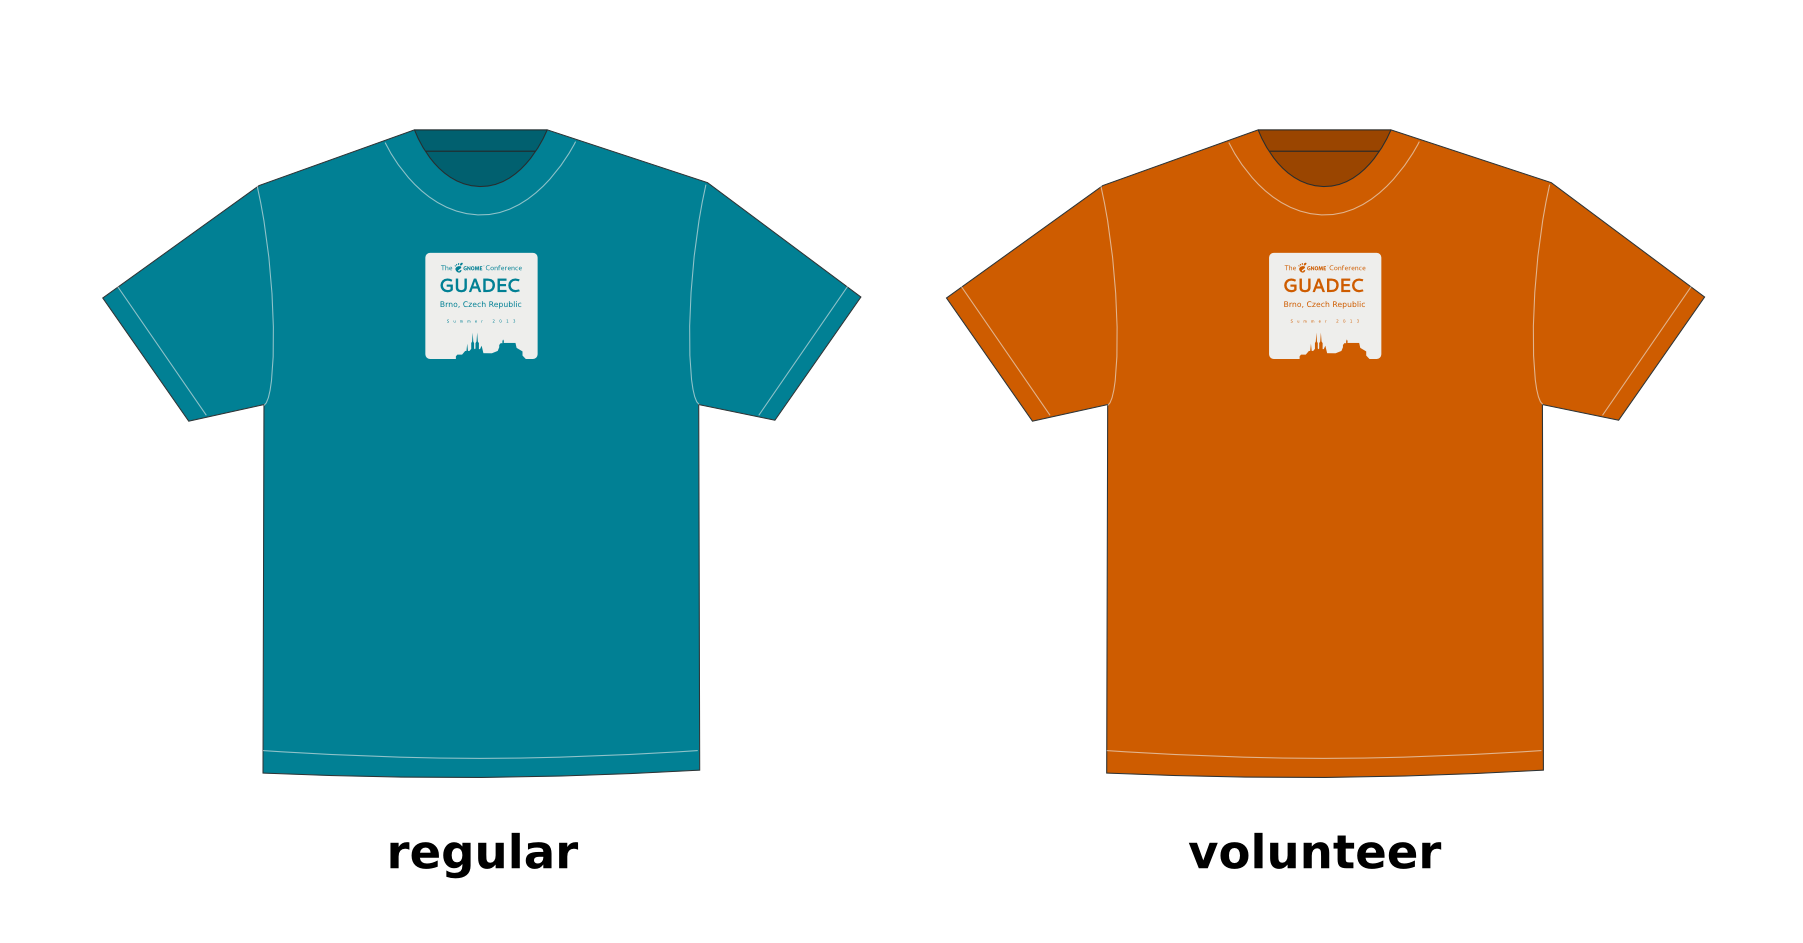 The GNOME Conference
GUADEC
Brno, Czech Republic
Summer 2013
The GNOME Conference
GUADEC
Brno, Czech Republic
Summer 2013
regular
volunteer